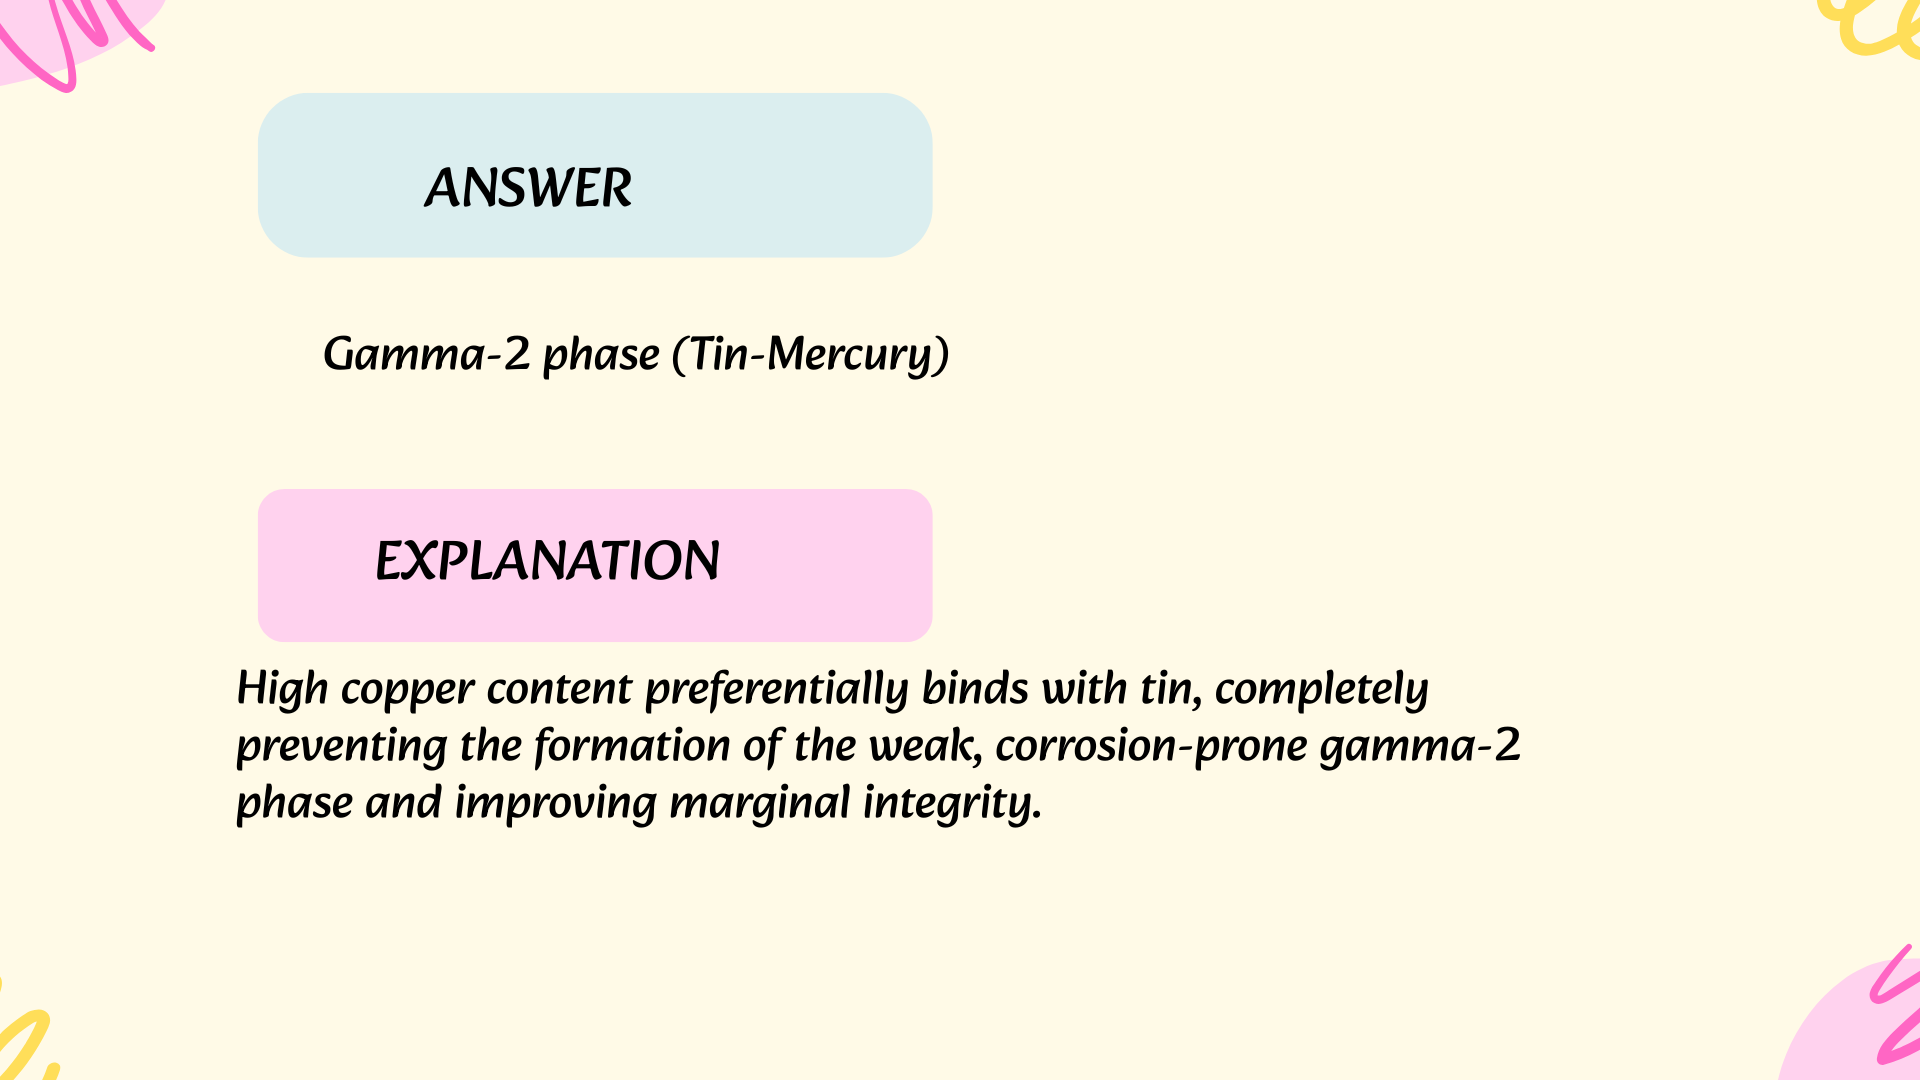 ANSWER
Gamma-2 phase (Tin-Mercury)
EXPLANATION
High copper content preferentially binds with tin, completely
preventing the formation of the weak, corrosion-prone gamma-2
phase and improving marginal integrity.